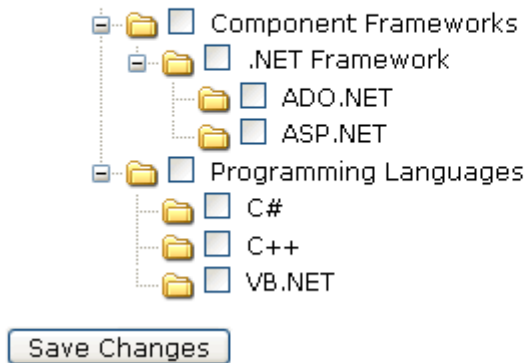 Component Frameworks
.NET Framework
ADO.NET
ASP.NET
Programming Languages
C#
C++
VB.NET
Save Changes